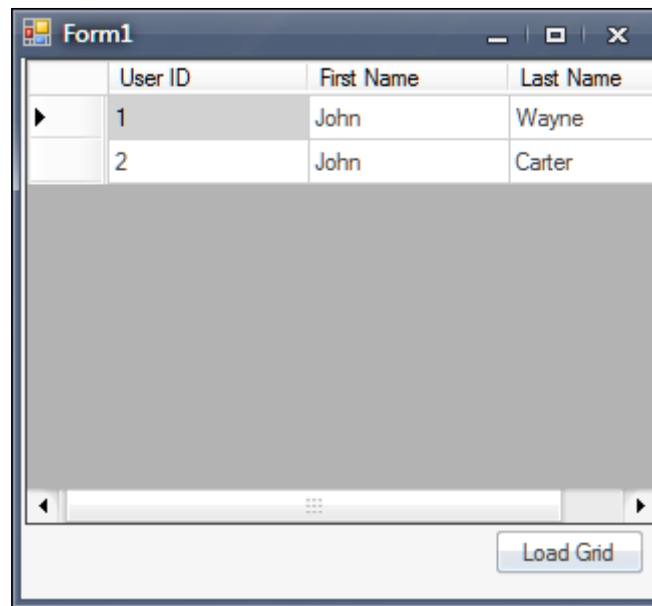 Form1
User ID First Name Last Name
1 John Wayne
2 John Carter
Load Grid